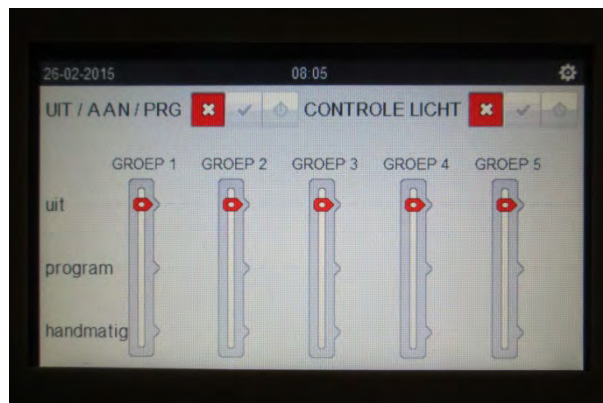 26-02-2015 08:05
UIT / AAN / PRG CONTROLE LICHT
GROEP 1 GROEP 2 GROEP 3 GROEP 4 GROEP 5
uit
program
handmatig